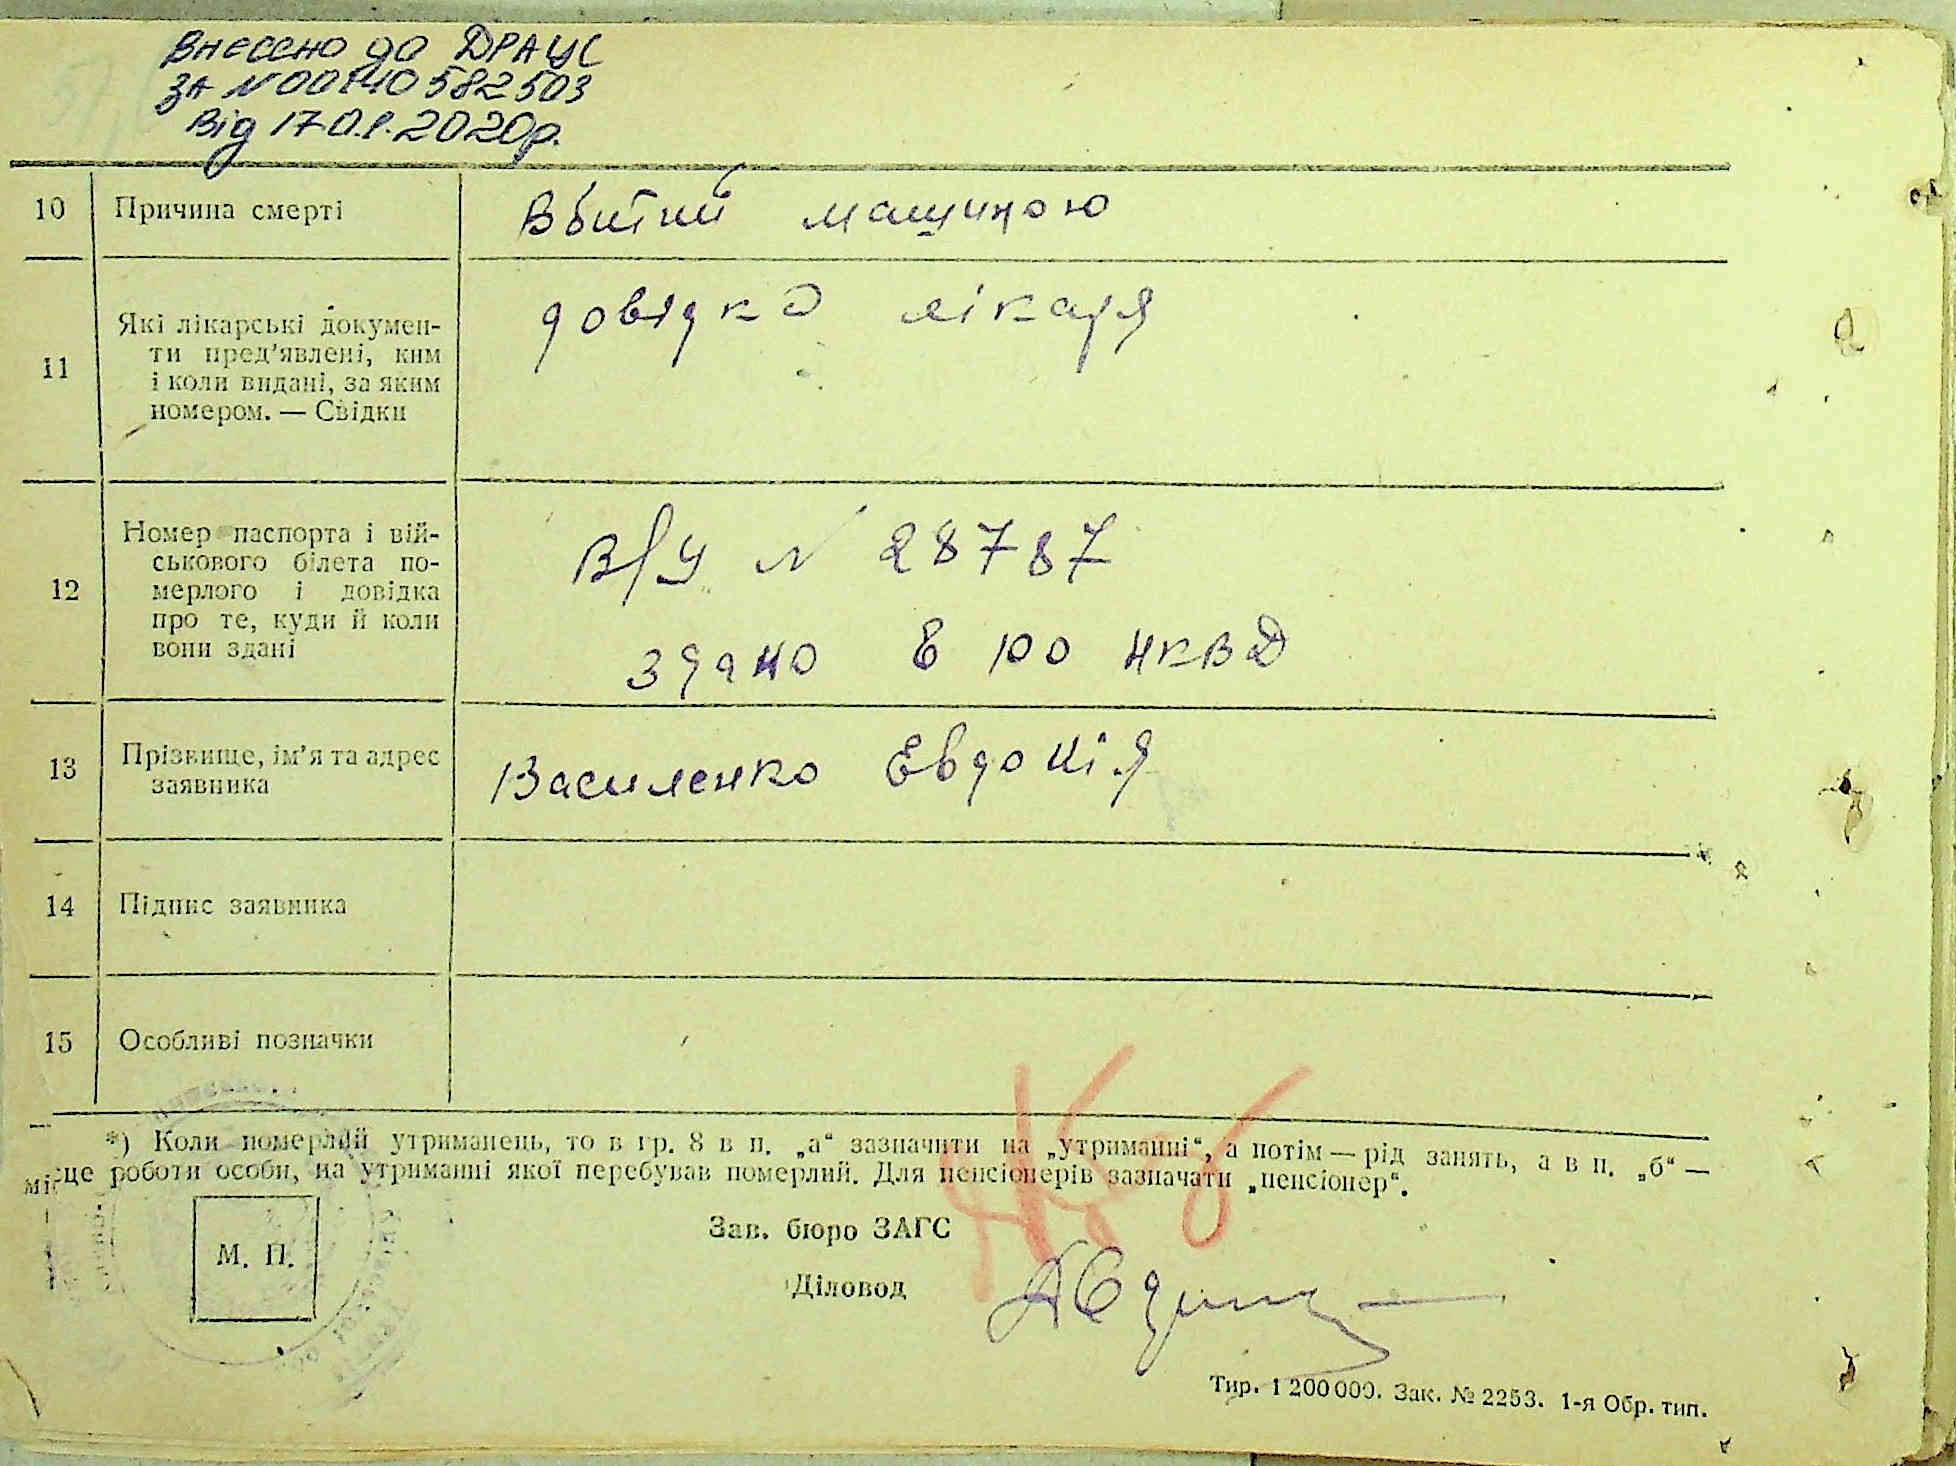 Внесено до ДРАЦС
за N 00140582503
Від 17.01.2020р.
10 Причина смерті Вбитий машиною
11 Які лікарські докумен-
ти пред'явлені, ким
і коли видані, за яким
номером. — Свідки
довідка лікаря
12 Номер паспорта і вій-
ськового білета по-
мерлого і довідка
про те, куди й коли
вони здані
В/У N 28787
здано в 100 НКВД
13 Прізвище, ім'я та адрес
заявника
Василенко Евдокія
14 Підпис заявника
15 Особливі позначки
*) Коли померлий утриманець, то в гр. 8 в п. „а“ зазначити на „утриманні“, а потім — рід занять, а в п. „б“ —
місце роботи особи, на утриманні якої перебував померлий. Для пенсіонерів зазначати „пенсіонер“.
Зав. бюро ЗАГС
М. П.
Діловод
Тир. 1 200 000. Зак. № 2253. 1-я Обр. тип.